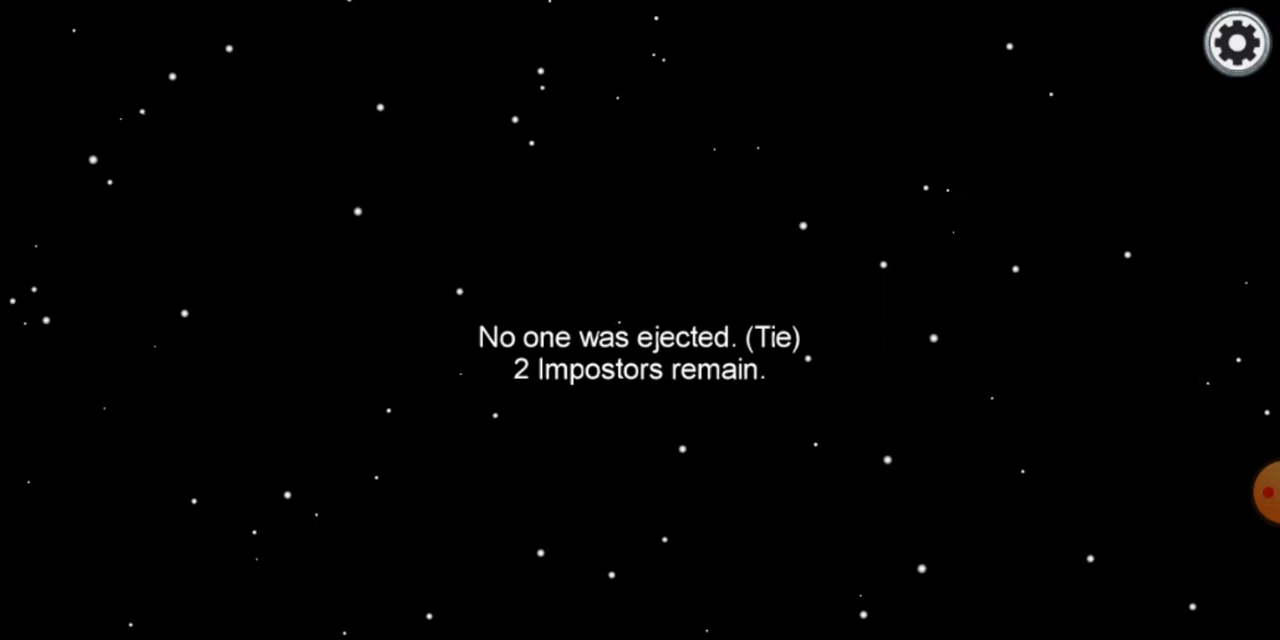 No one was ejected. (Tie)
2 Impostors remain.